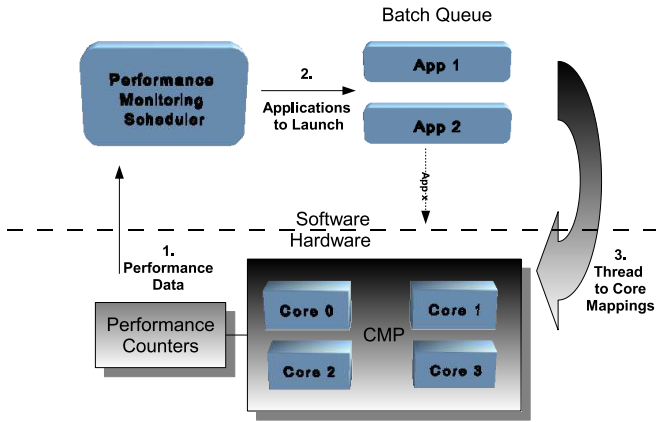 Batch Queue
Performance
Monitoring
Scheduler
2.
Applications
to Launch
App 1
App 2
App x
Software
Hardware
1.
Performance
Data
3.
Thread
to Core
Mappings
Performance
Counters
Core 0
Core 1
CMP
Core 2
Core 3